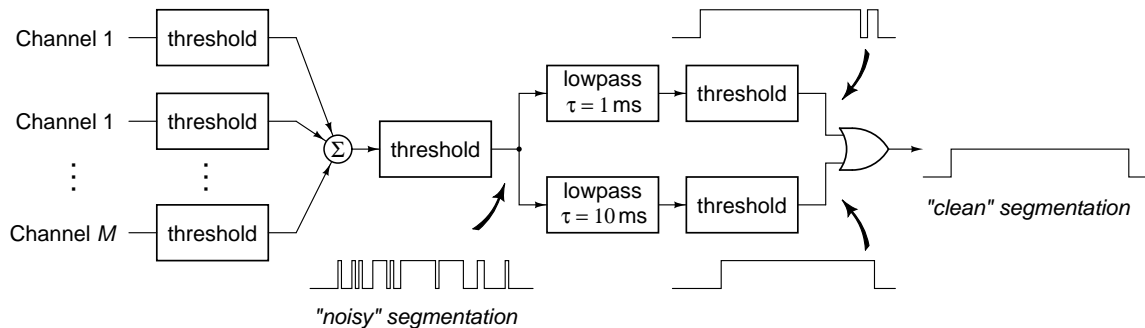 Channel 1
threshold
Channel 1
threshold
Channel M
threshold
Σ
threshold
"noisy" segmentation
lowpass
τ = 1 ms
threshold
lowpass
τ = 10 ms
threshold
"clean" segmentation